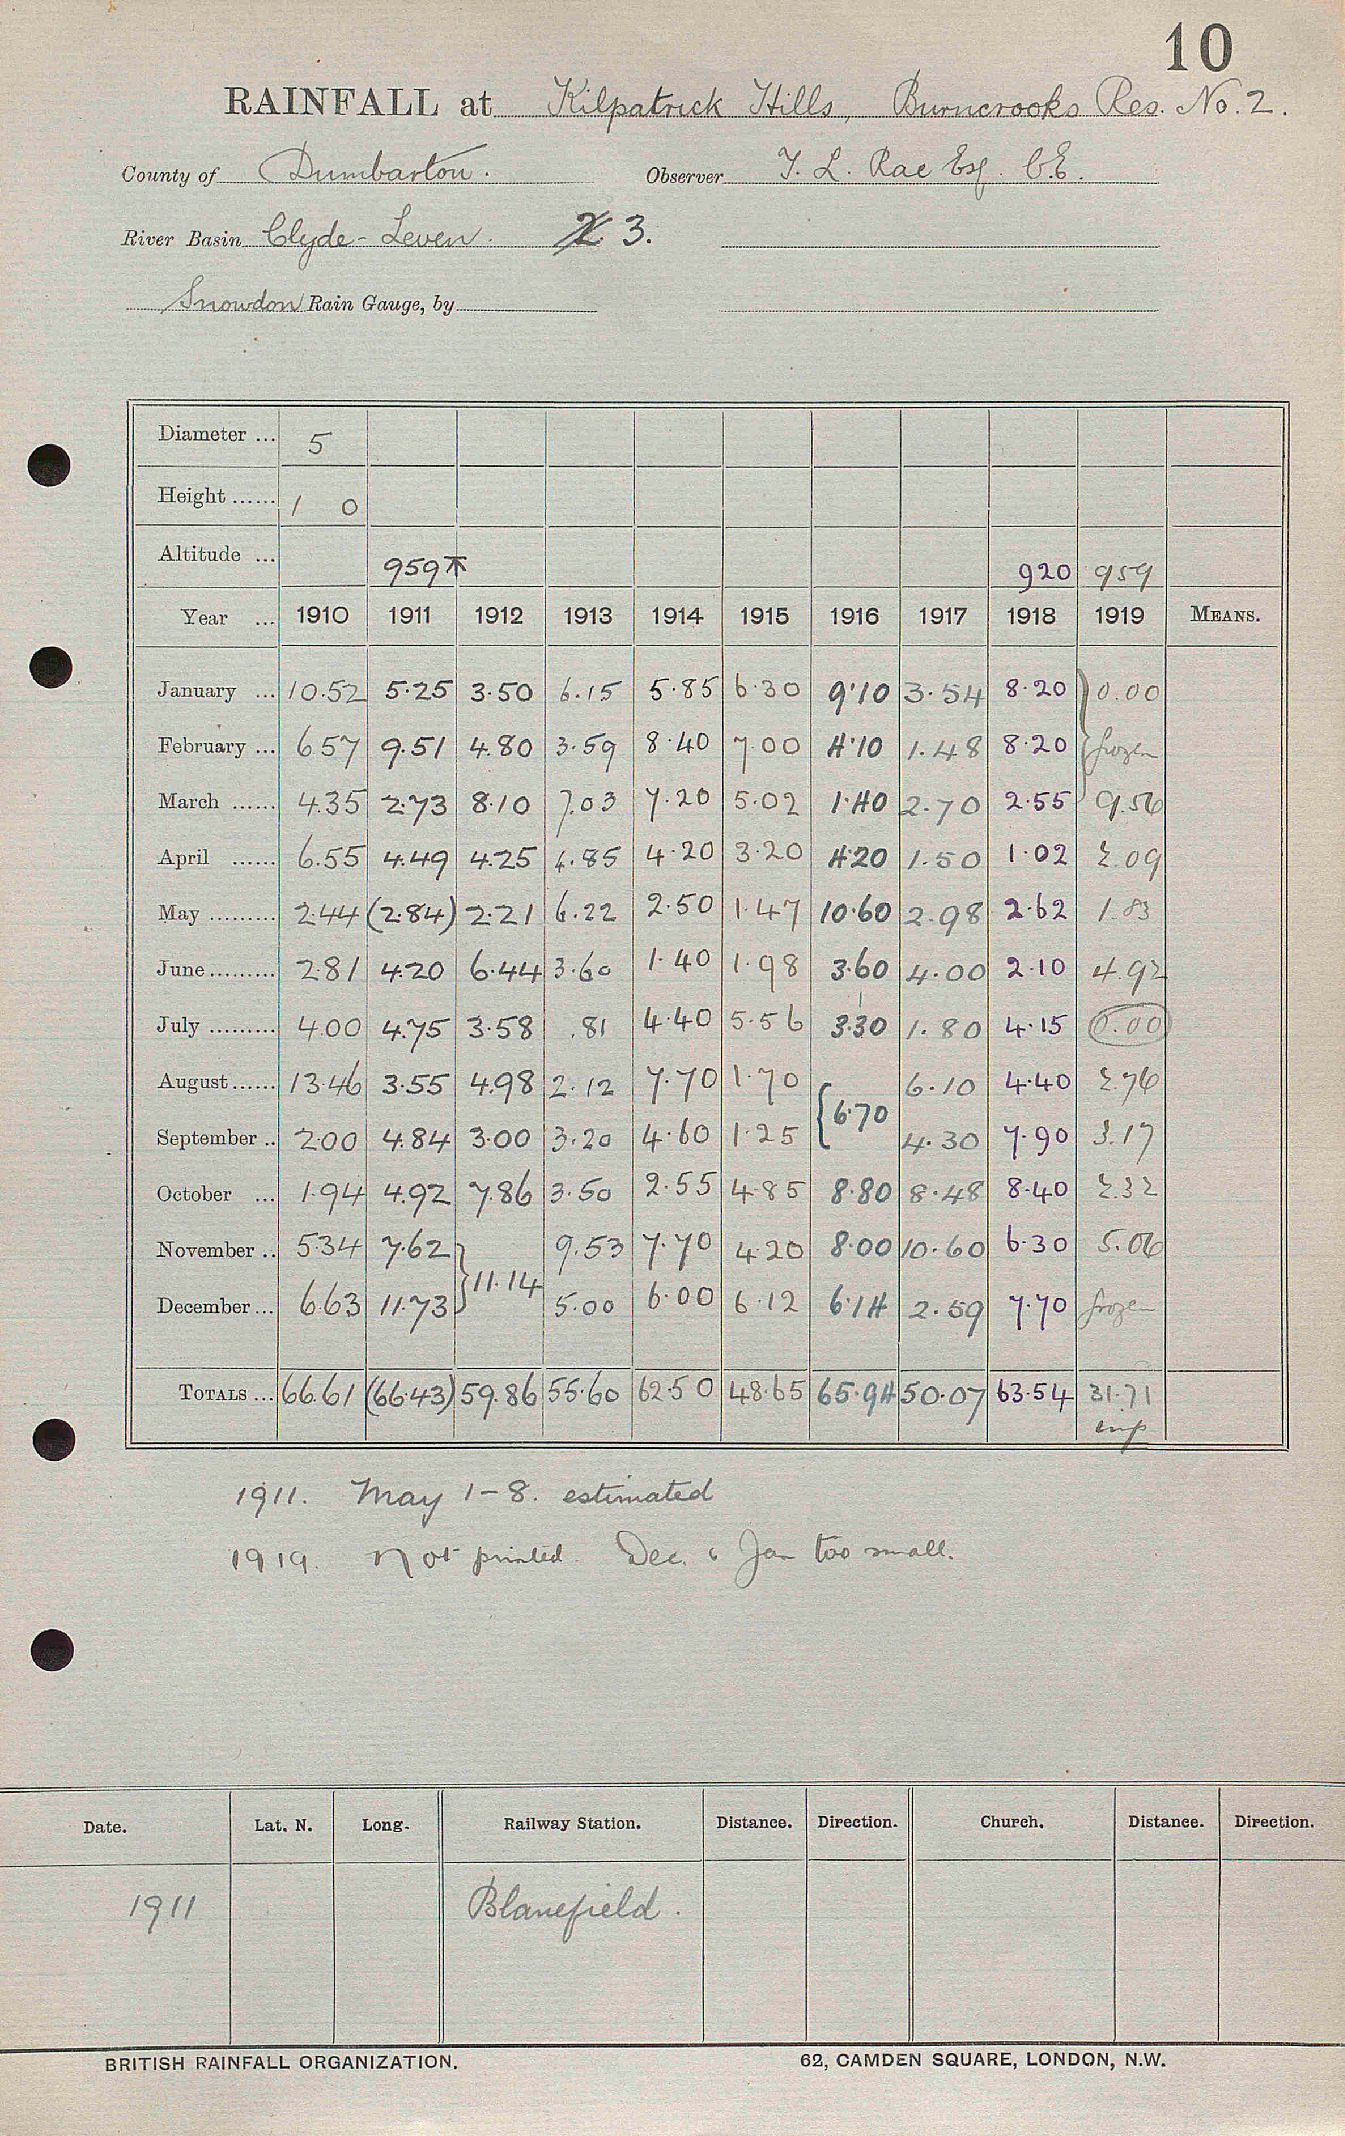 10
RAINFALL at Kilpatrick Hills, Burncrooks Res. No. 2.
County of Dumbarton. Observer T. L. Rae Esq. C.E.
River Basin Clyde-Leven. 2. 3.
Snowdon Rain Gauge, by
Diameter ... 5
Height ...... 1 0
Altitude ... 959 920 959
Year ... 1910 1911 1912 1913 1914 1915 1916 1917 1918 1919 MEANS.
January ... 10.52 5.25 3.50 6.15 5.85 6.30 9.10 3.54 8.20 0.00
February ... 6.57 9.51 4.80 3.59 8.40 7.00 4.10 1.48 8.20 frozen
March ...... 4.35 2.73 8.10 7.03 7.20 5.02 1.40 2.70 2.55 9.56
April ...... 6.55 4.49 4.25 4.85 4.20 3.20 4.20 1.50 1.02 2.09
May ......... 2.44 (2.84) 2.21 6.22 2.50 1.47 10.60 2.98 2.62 1.83
June ......... 2.81 4.20 6.44 3.60 1.40 1.98 3.60 4.00 2.10 4.92
July ......... 4.00 4.75 3.58 .81 4.40 5.56 3.30 1.80 4.15 0.00
August ...... 13.46 3.55 4.98 2.12 7.70 1.70 6.10 4.40 2.76
6.70
September .. 2.00 4.84 3.00 3.20 4.60 1.25 4.30 7.90 3.17
October ... 1.94 4.92 7.86 3.50 2.55 4.85 8.80 8.48 8.40 2.32
November .. 5.34 7.62 9.53 7.70 4.20 8.00 10.60 6.30 5.06
11.14
December ... 6.63 11.73 5.00 6.00 6.12 6.14 2.59 7.70 frozen
TOTALS ... 66.61 (66.43) 59.86 55.60 62.50 48.65 65.94 50.07 63.54 31.71
1911. May 1-8. estimated
1919. Not printed. Dec. & Jan too small.
Date. Lat. N. Long. Railway Station. Distance. Direction. Church. Distance. Direction.
1911 Blanefield.
BRITISH RAINFALL ORGANIZATION. 62, CAMDEN SQUARE, LONDON, N.W.